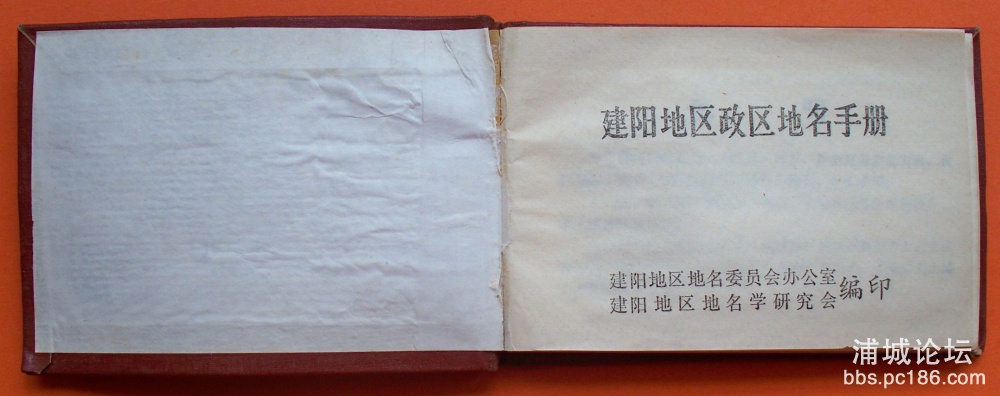 建阳地区政区地名手册
建阳地区地名委员会办公室
建阳地区地名学研究会
编印
浦城论坛
bbs.pc186.com